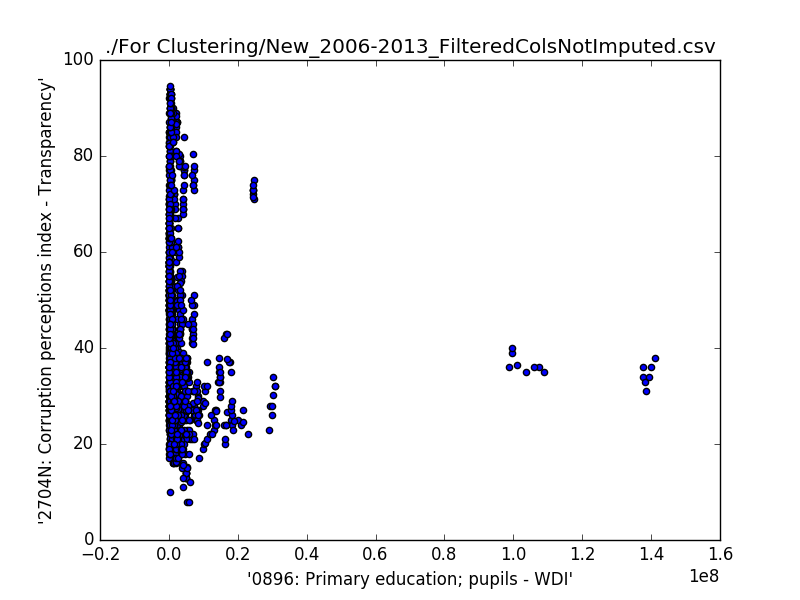 ./For Clustering/New_2006-2013_FilteredColsNotImputed.csv
100
80
60
40
20
0
'2704N: Corruption perceptions index - Transparency'
−0.2 0.0 0.2 0.4 0.6 0.8 1.0 1.2 1.4 1.6
1e8
'0896: Primary education; pupils - WDI'